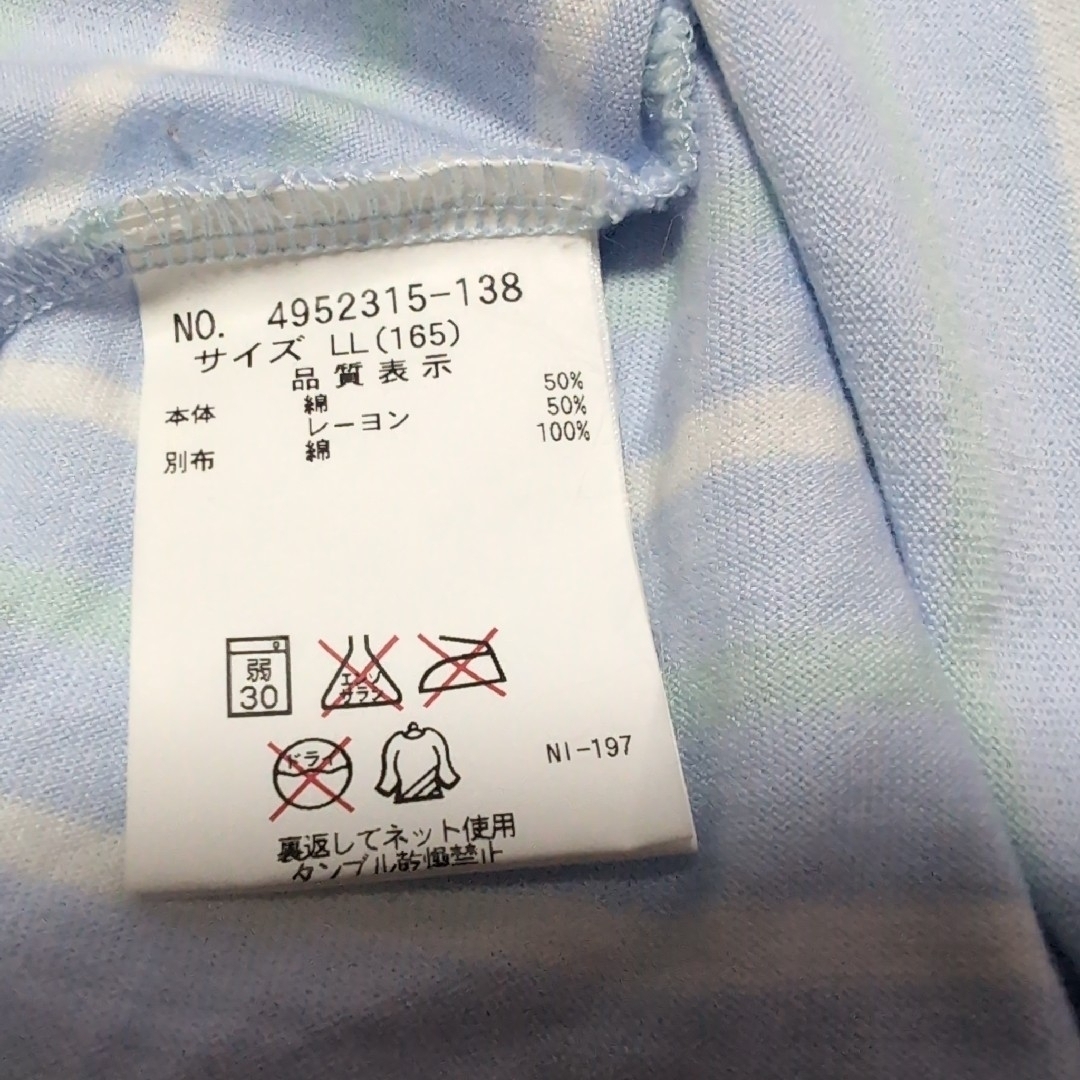 NO. 4952315-138
サイズ LL(165)
品質表示
本体 綿 50%
レーヨン 50%
別布 綿 100%
弱
30
エンソ
サラシ
ドライ
NI-197
裏返してネット使用
タンブル乾燥禁止